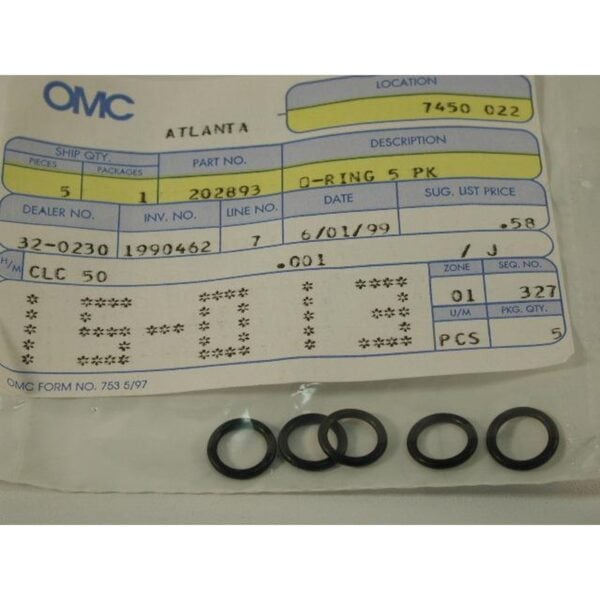 OMC
ATLANTA
LOCATION
7450 022
SHIP QTY.
PIECES PACKAGES PART NO. DESCRIPTION
5 1 202893 O-RING 5 PK
DEALER NO. INV. NO. LINE NO. DATE SUG. LIST PRICE
32-0230 1990462 7 6/01/99 .58
H/M CLC 50 .001 / J
ZONE SEQ. NO.
01 327
U/M PKG. QTY.
PCS 5
OMC FORM NO. 753 5/97